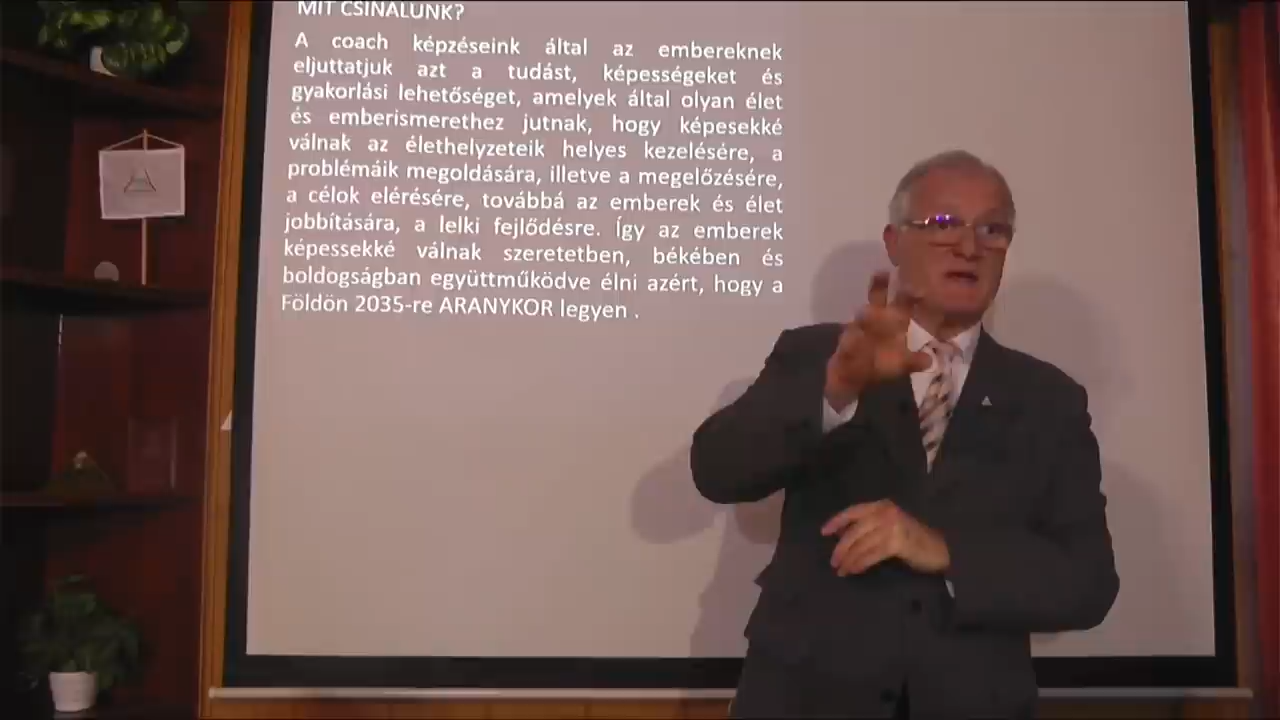 MIT CSINÁLUNK?
A coach képzéseink által az embereknek
eljuttatjuk azt a tudást, képességeket és
gyakorlási lehetőséget, amelyek által olyan élet
és emberismerethez jutnak, hogy képesekké
válnak az élethelyzeteik helyes kezelésére, a
problémáik megoldására, illetve a megelőzésére,
a célok elérésére, továbbá az emberek és élet
jobbítására, a lelki fejlődésre. Így az emberek
képessekké válnak szeretetben, békében és
boldogságban együttműködve élni azért, hogy a
Földön 2035-re ARANYKOR legyen .